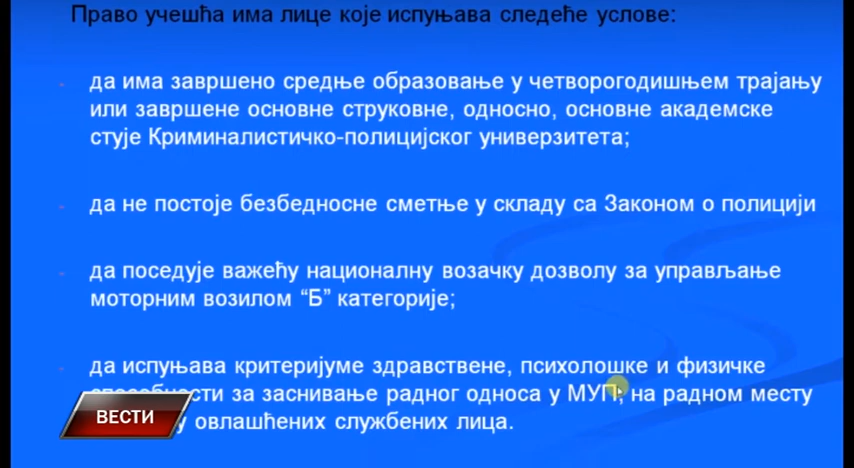 Право учешћа има лице које испуњава следеће услове:
- да има завршено средње образовање у четворогодишњем трајању
или завршене основне струковне, односно, основне академске
стује Криминалистичко-полицијског универзитета;
- да не постоје безбедносне сметње у складу са Законом о полицији
- да поседује важећу националну возачку дозволу за управљање
моторним возилом “Б” категорије;
- да испуњава критеријуме здравствене, психолошке и физичке
способности за заснивање радног односа у МУП, на радном месту
у овлашћених службених лица.
ВЕСТИ